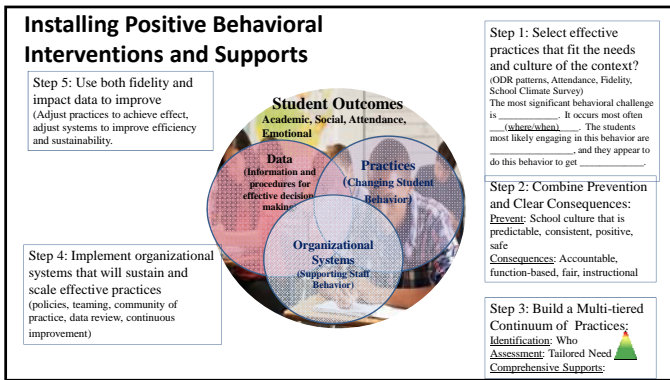 Installing Positive Behavioral
Interventions and Supports
Step 5: Use both fidelity and
impact data to improve
(Adjust practices to achieve effect,
adjust systems to improve efficiency
and sustainability.
Student Outcomes
Academic, Social, Attendance,
Emotional
Data
(Information and
procedures for
effective decision
making
Practices
(Changing Student
Behavior)
Organizational
Systems
(Supporting Staff
Behavior)
Step 4: Implement organizational
systems that will sustain and
scale effective practices
(policies, teaming, community of
practice, data review, continuous
improvement)
Step 1: Select effective
practices that fit the needs
and culture of the context?
(ODR patterns, Attendance, Fidelity,
School Climate Survey)
The most significant behavioral challenge
is ___________. It occurs most often
___(where/when)____. The students
most likely engaging in this behavior are
_______________, and they appear to
do this behavior to get ____________.
Step 2: Combine Prevention
and Clear Consequences:
Prevent: School culture that is
predictable, consistent, positive,
safe
Consequences: Accountable,
function-based, fair, instructional
Step 3: Build a Multi-tiered
Continuum of Practices:
Identification: Who
Assessment: Tailored Need
Comprehensive Supports: